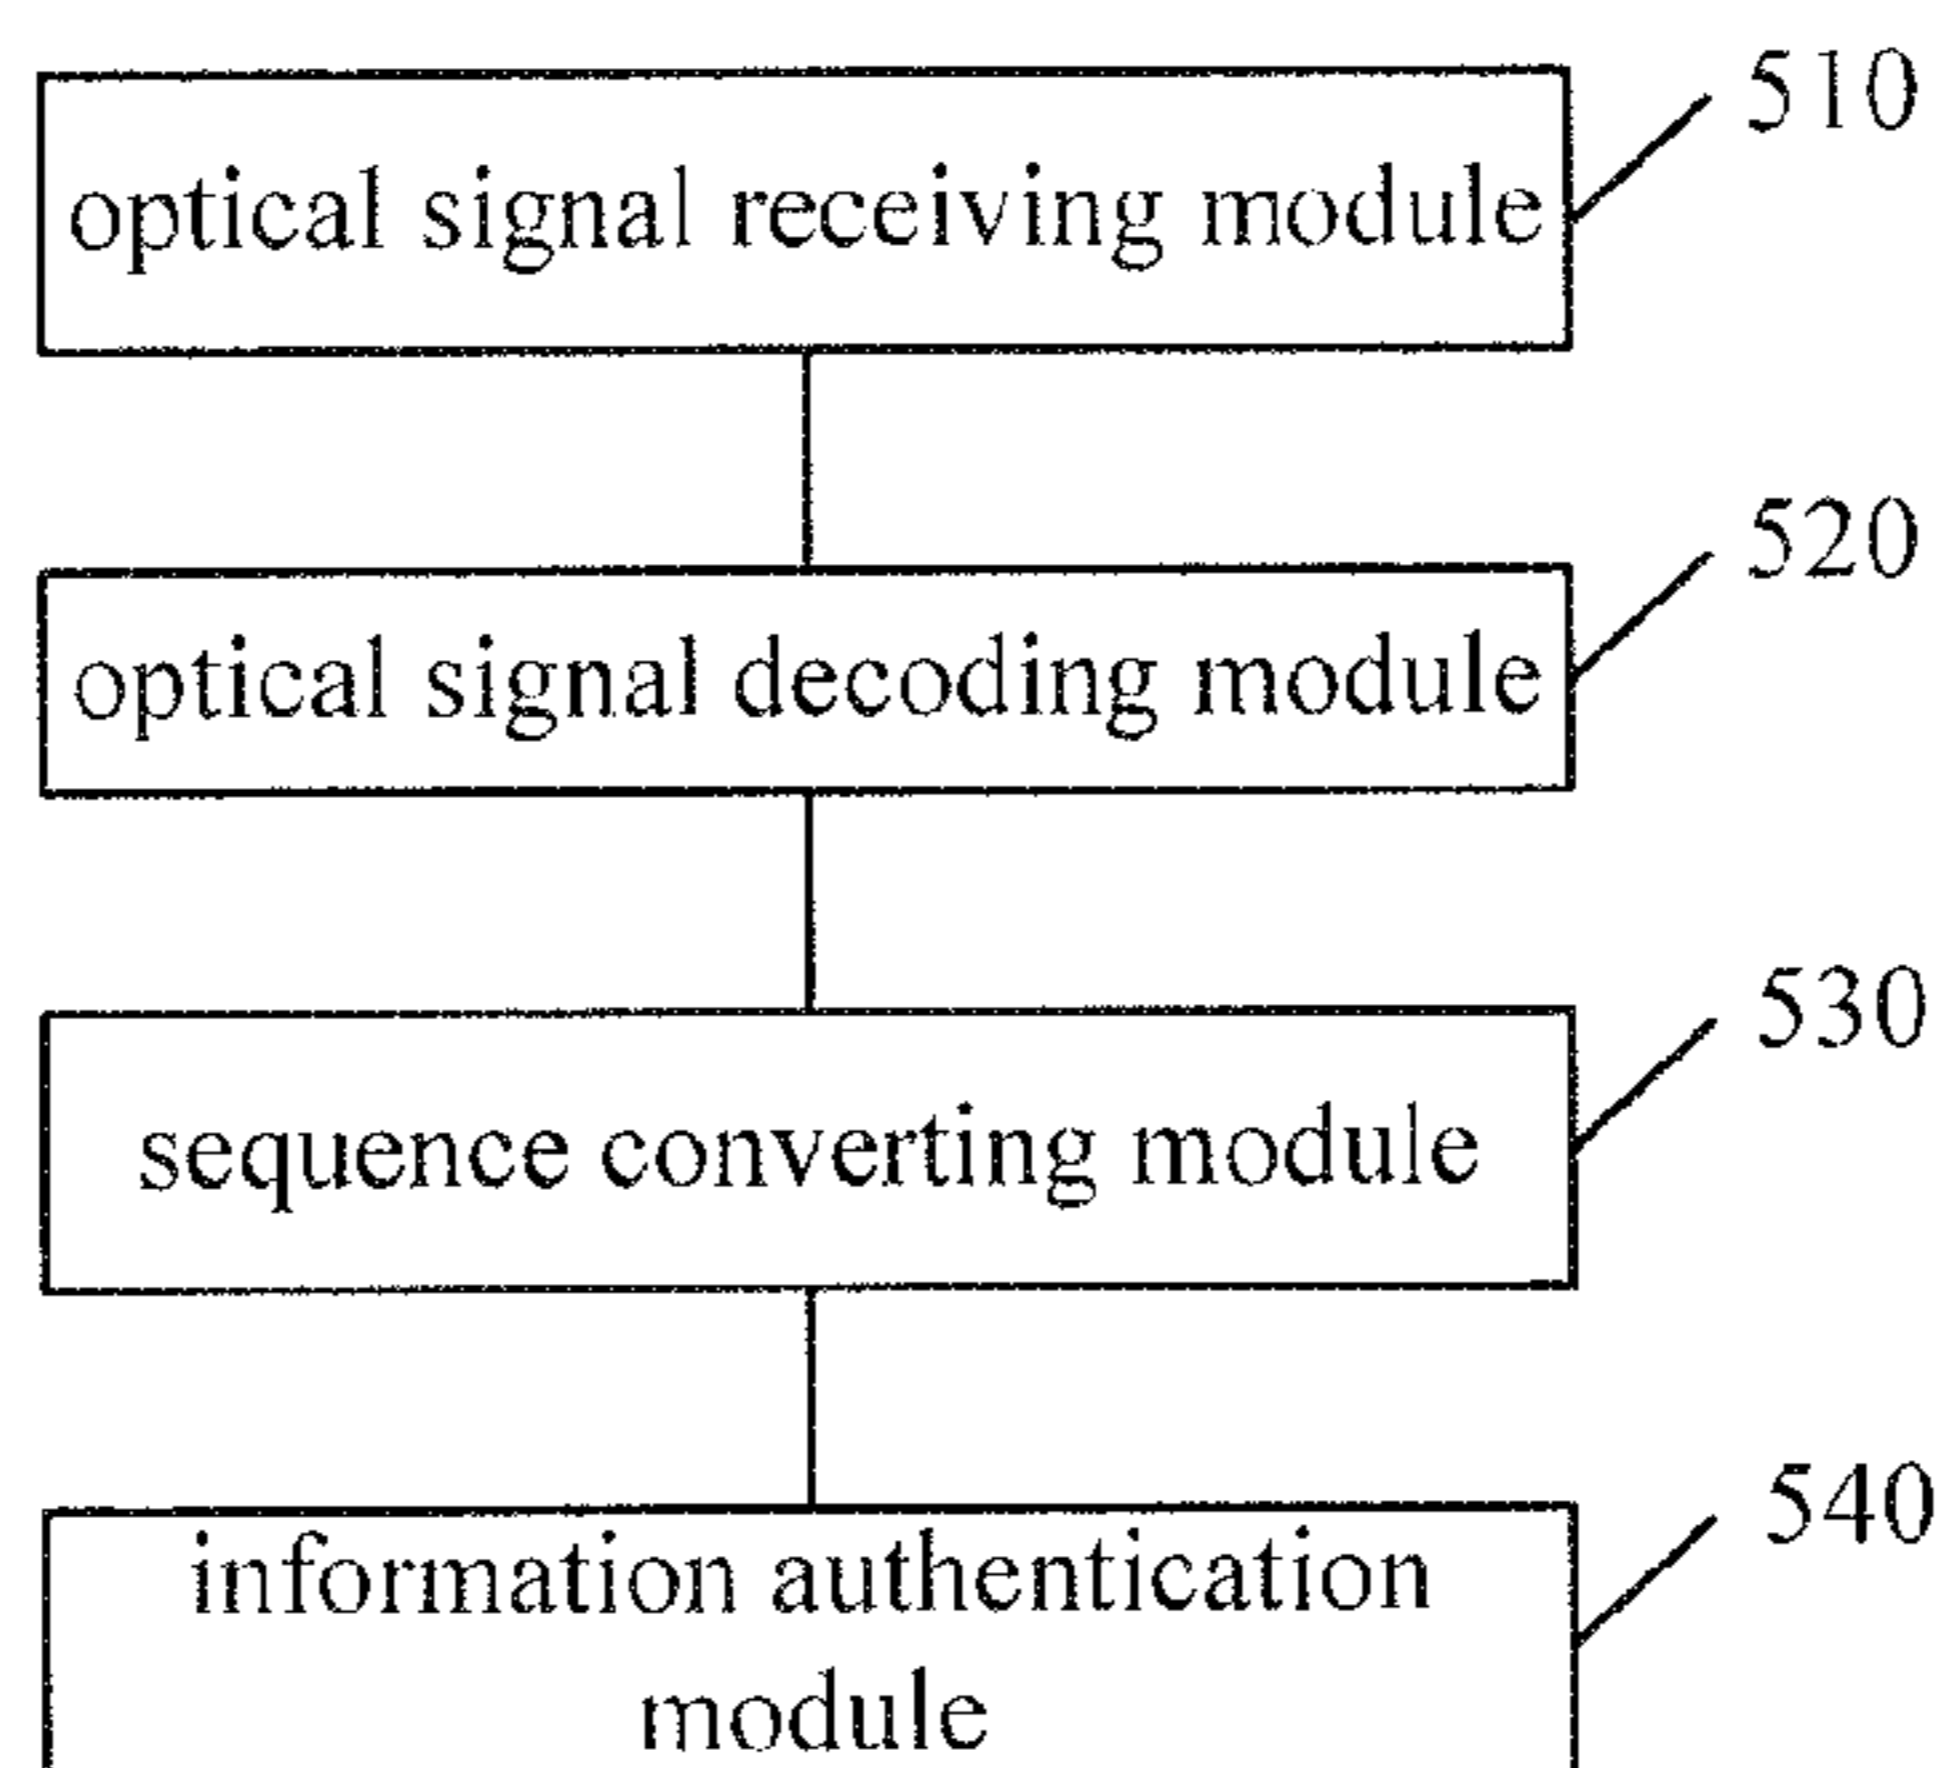 510
optical signal receiving module
520
optical signal decoding module
530
sequence converting module
540
information authentication
module